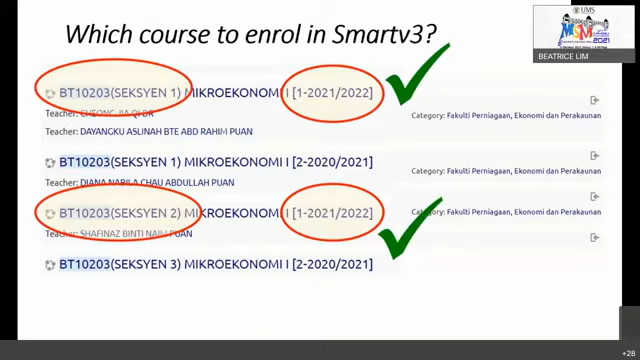 Which course to enrol in Smartv3?
UMS
MSM
2021
BEATRICE LIM
BT10203(SEKSYEN 1) MIKROEKONOMI I [1-2021/2022]
Teacher: CHEONG JIA QI DR
Teacher: DAYANGKU ASLINAH BTE ABD RAHIM PUAN
Category: Fakulti Perniagaan, Ekonomi dan Perakaunan
BT10203(SEKSYEN 1) MIKROEKONOMI I [2-2020/2021]
Teacher: DIANA NABILA CHAU ABDULLAH PUAN
Category: Fakulti Perniagaan, Ekonomi dan Perakaunan
BT10203(SEKSYEN 2) MIKROEKONOMI I [1-2021/2022]
Teacher: SHAFINAZ BINTI NAIM PUAN
Category: Fakulti Perniagaan, Ekonomi dan Perakaunan
BT10203(SEKSYEN 3) MIKROEKONOMI I [2-2020/2021]
+28